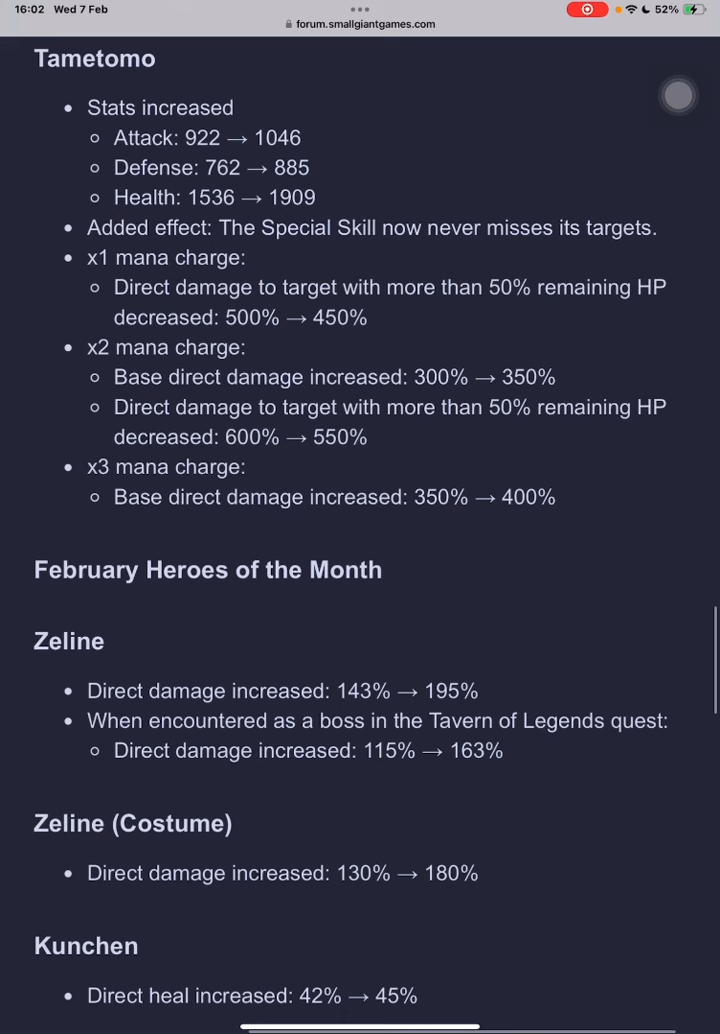 16:02 Wed 7 Feb
52%
forum.smallgiantgames.com
Tametomo
• Stats increased
○ Attack: 922 → 1046
○ Defense: 762 → 885
○ Health: 1536 → 1909
• Added effect: The Special Skill now never misses its targets.
• x1 mana charge:
○ Direct damage to target with more than 50% remaining HP
decreased: 500% → 450%
• x2 mana charge:
○ Base direct damage increased: 300% → 350%
○ Direct damage to target with more than 50% remaining HP
decreased: 600% → 550%
• x3 mana charge:
○ Base direct damage increased: 350% → 400%
February Heroes of the Month
Zeline
• Direct damage increased: 143% → 195%
• When encountered as a boss in the Tavern of Legends quest:
○ Direct damage increased: 115% → 163%
Zeline (Costume)
• Direct damage increased: 130% → 180%
Kunchen
• Direct heal increased: 42% → 45%